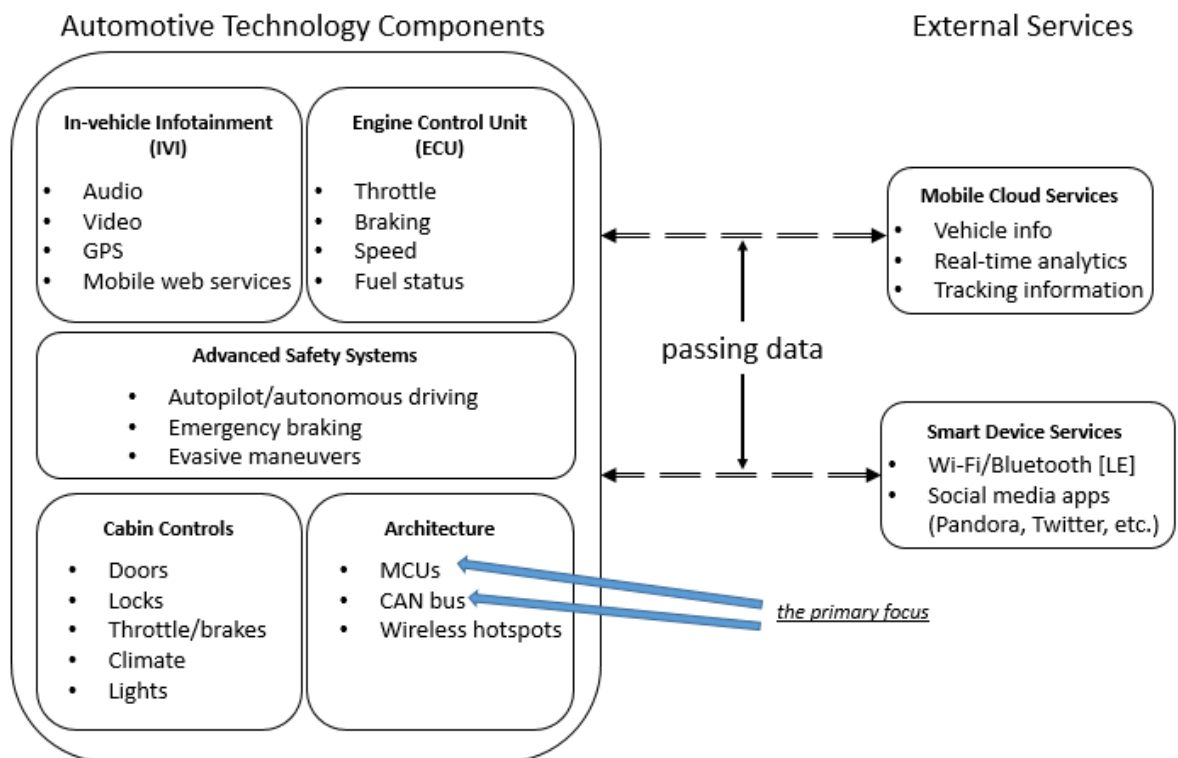 Automotive Technology Components
External Services
In-vehicle Infotainment
(IVI)
• Audio
• Video
• GPS
• Mobile web services
Engine Control Unit
(ECU)
• Throttle
• Braking
• Speed
• Fuel status
Advanced Safety Systems
• Autopilot/autonomous driving
• Emergency braking
• Evasive maneuvers
Cabin Controls
• Doors
• Locks
• Throttle/brakes
• Climate
• Lights
Architecture
• MCUs
• CAN bus
• Wireless hotspots
the primary focus
passing data
Mobile Cloud Services
• Vehicle info
• Real-time analytics
• Tracking information
Smart Device Services
• Wi-Fi/Bluetooth [LE]
• Social media apps
(Pandora, Twitter, etc.)